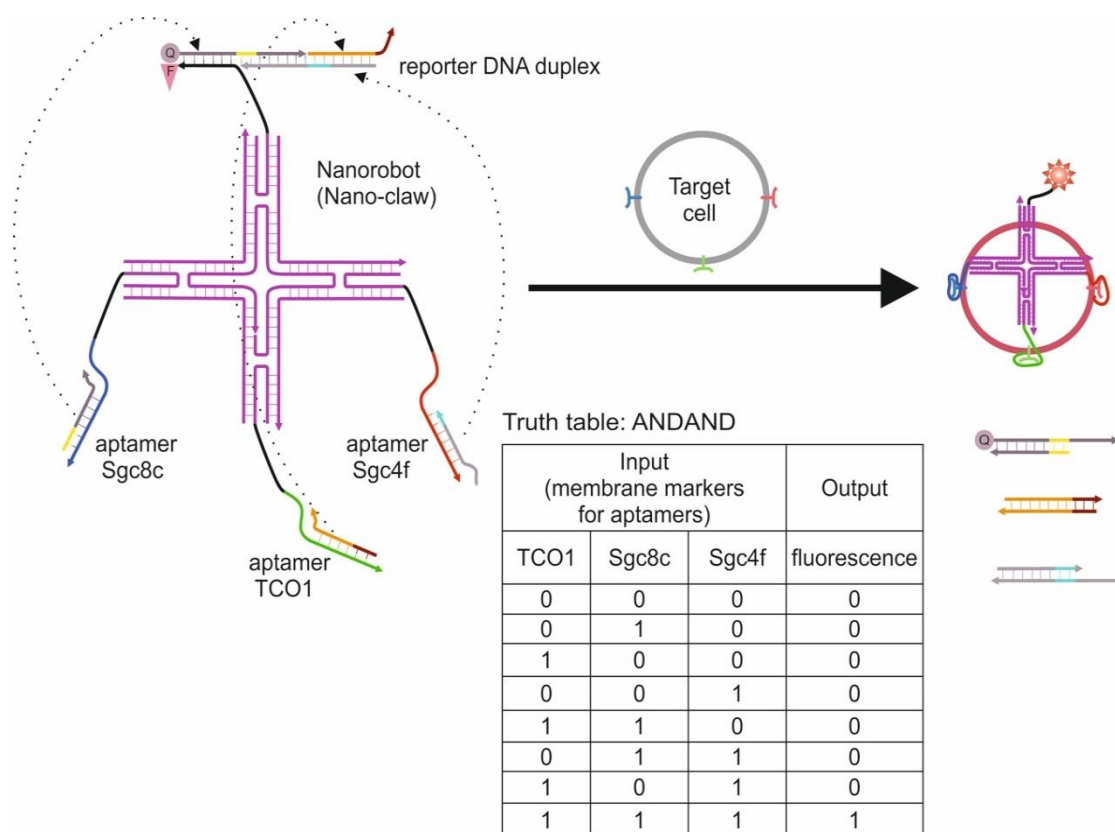 Q
F
reporter DNA duplex
Nanorobot
(Nano-claw)
Target
cell
aptamer
Sgc8c
aptamer
Sgc4f
aptamer
TCO1
Truth table: ANDAND
Input
(membrane markers
for aptamers)
Output
TCO1 Sgc8c Sgc4f fluorescence
0 0 0 0
0 1 0 0
1 0 0 0
0 0 1 0
1 1 0 0
0 1 1 0
1 0 1 0
1 1 1 1
Q